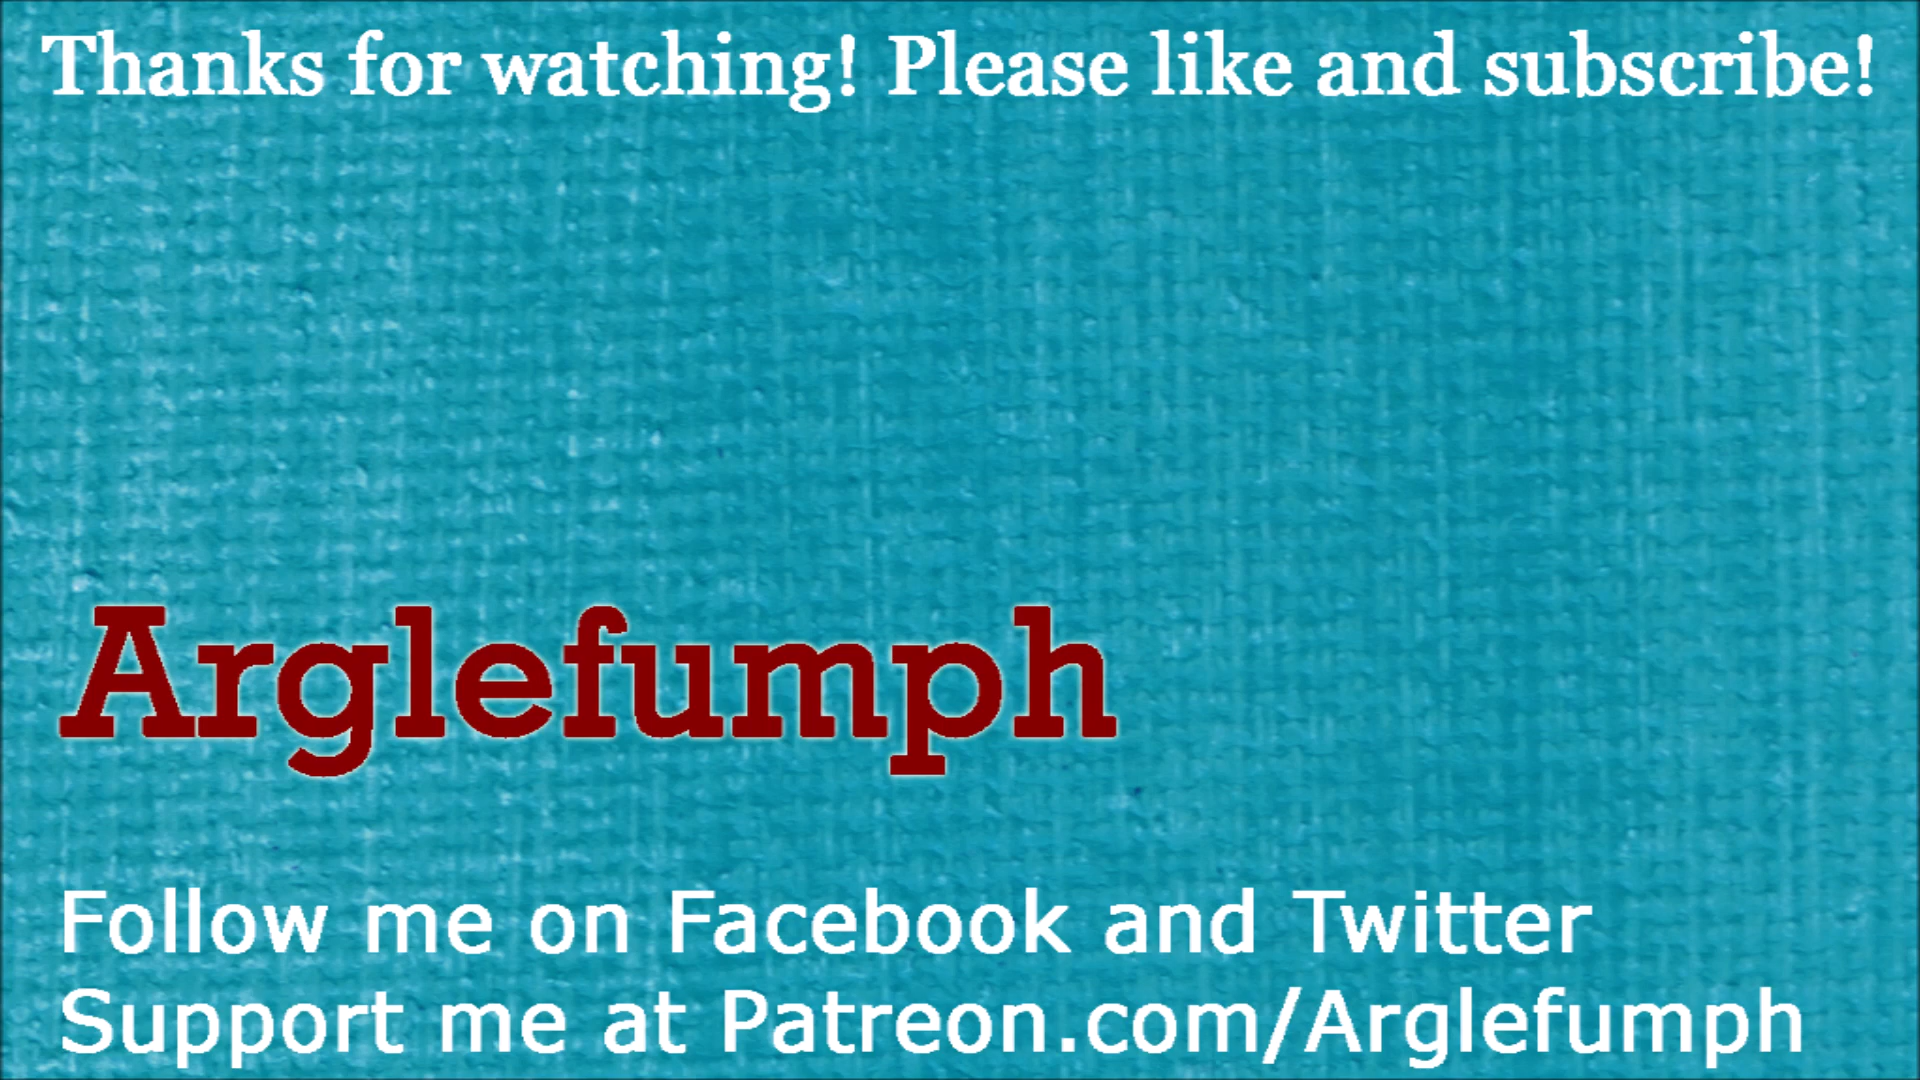 Thanks for watching! Please like and subscribe!
Arglefumph
Follow me on Facebook and Twitter
Support me at Patreon.com/Arglefumph